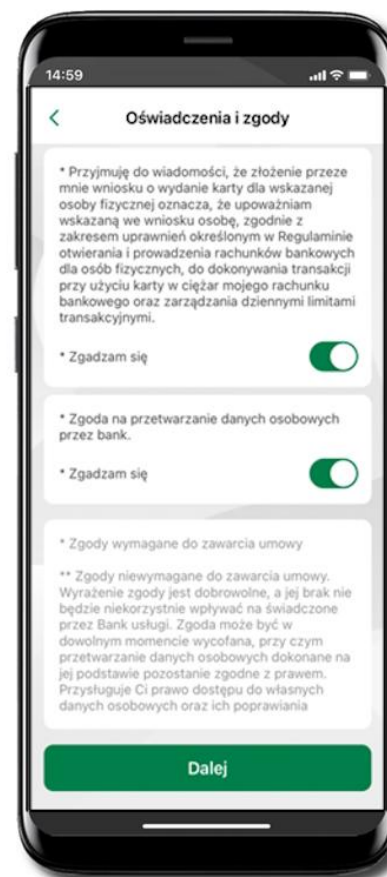 14:59
Oświadczenia i zgody
* Przyjmuję do wiadomości, że złożenie przeze
mnie wniosku o wydanie karty dla wskazanej
osoby fizycznej oznacza, że upoważniam
wskazaną we wniosku osobę, zgodnie z
zakresem uprawnień określonym w Regulaminie
otwierania i prowadzenia rachunków bankowych
dla osób fizycznych, do dokonywania transakcji
przy użyciu karty w ciężar mojego rachunku
bankowego oraz zarządzania dziennymi limitami
transakcyjnymi.
* Zgadzam się
* Zgoda na przetwarzanie danych osobowych
przez bank.
* Zgadzam się
* Zgody wymagane do zawarcia umowy
** Zgody niewymagane do zawarcia umowy.
Wyrażenie zgody jest dobrowolne, a jej brak nie
będzie niekorzystnie wpływać na świadczone
przez Bank usługi. Zgoda może być w
dowolnym momencie wycofana, przy czym
przetwarzanie danych osobowych dokonane na
jej podstawie pozostanie zgodne z prawem.
Przysługuje Ci prawo dostępu do własnych
danych osobowych oraz ich poprawiania
Dalej